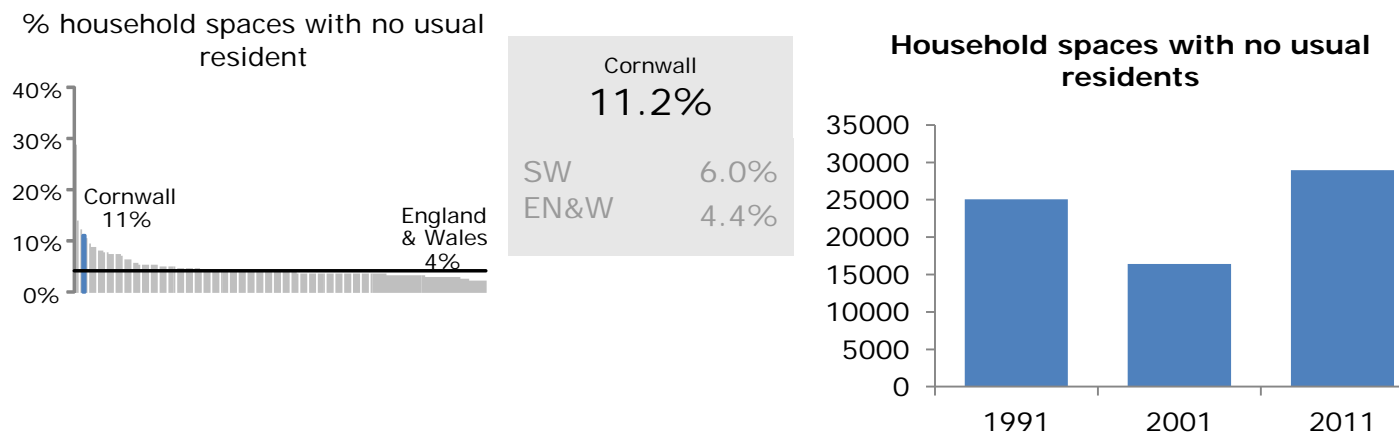 % household spaces with no usual
resident
40%
30%
20%
10%
0%
Cornwall
11%
England
& Wales
4%
Cornwall
11.2%
SW 6.0%
EN&W 4.4%
Household spaces with no usual
residents
35000
30000
25000
20000
15000
10000
5000
0
1991 2001 2011